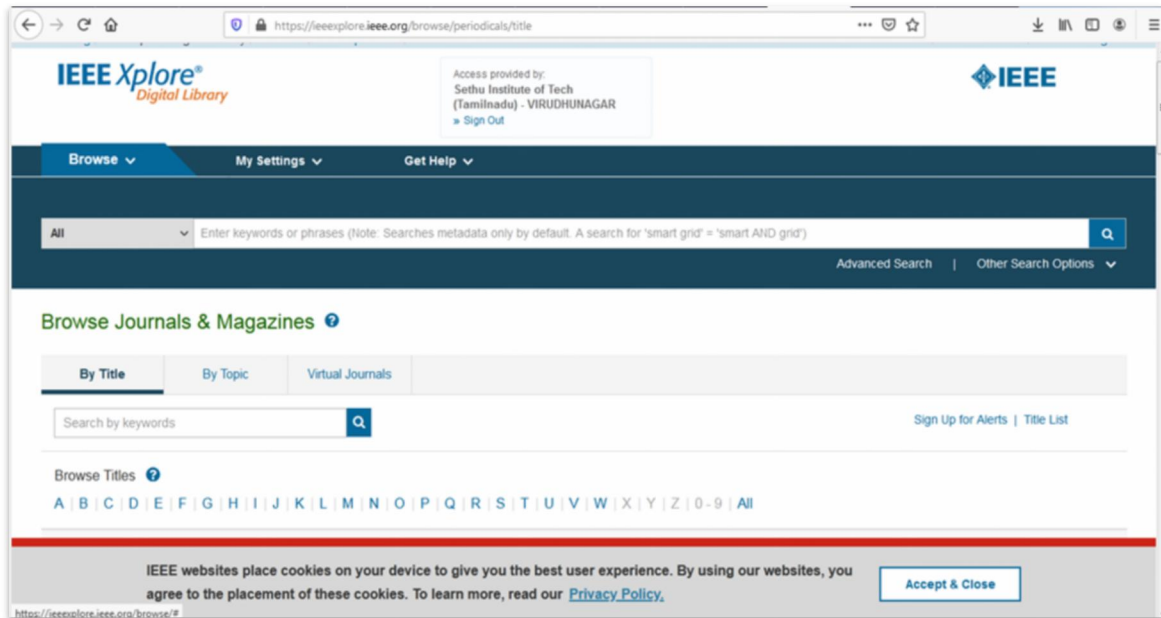 https://ieeexplore.ieee.org/browse/periodicals/title
IEEE Xplore®
Digital Library
Access provided by:
Sethu Institute of Tech
(Tamilnadu) - VIRUDHUNAGAR
» Sign Out
IEEE
Browse
My Settings
Get Help
All
Enter keywords or phrases (Note: Searches metadata only by default. A search for 'smart grid' = 'smart AND grid')
Advanced Search | Other Search Options
Browse Journals & Magazines
By Title
By Topic
Virtual Journals
Search by keywords
Sign Up for Alerts | Title List
Browse Titles
A | B | C | D | E | F | G | H | I | J | K | L | M | N | O | P | Q | R | S | T | U | V | W | X | Y | Z | 0-9 | All
IEEE websites place cookies on your device to give you the best user experience. By using our websites, you
agree to the placement of these cookies. To learn more, read our Privacy Policy.
Accept & Close
https://ieeexplore.ieee.org/browse/#